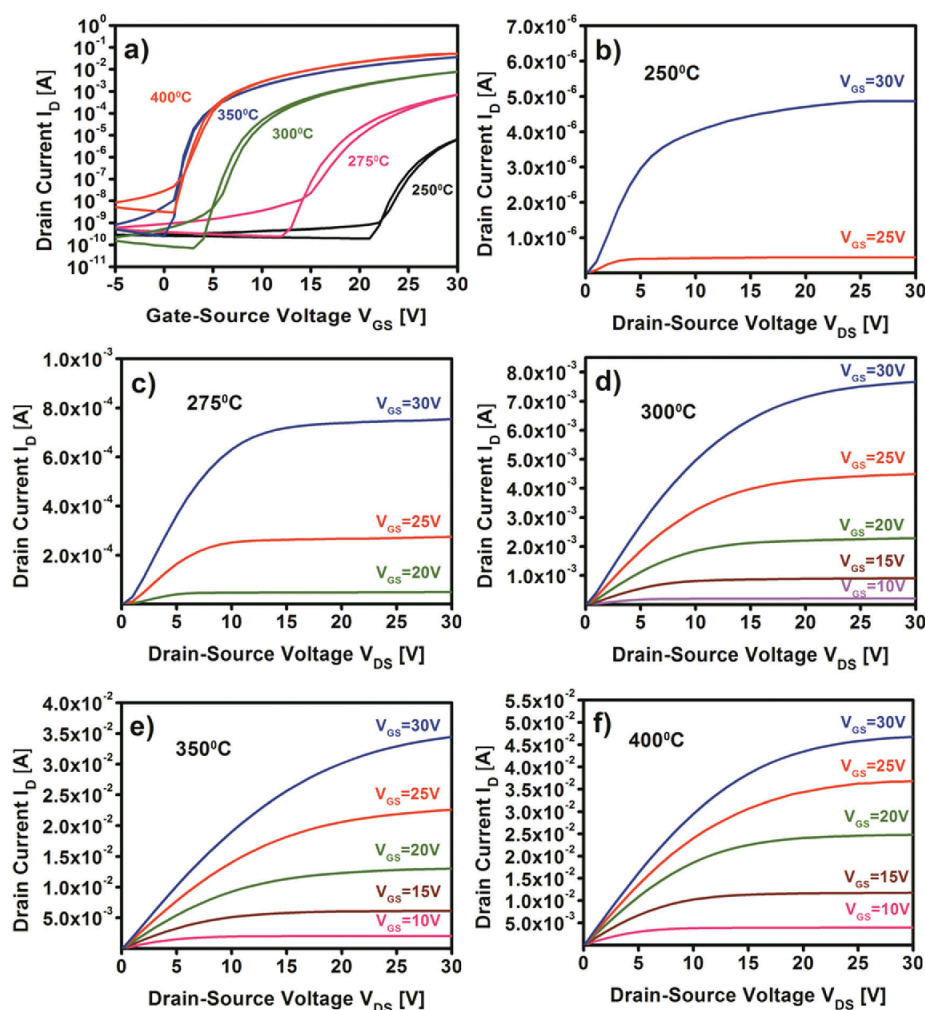 a)
Drain Current I_D [A]
10^0
10^-1
10^-2
10^-3
10^-4
10^-5
10^-6
10^-7
10^-8
10^-9
10^-10
10^-11
400⁰C
350⁰C
300⁰C
275⁰C
250⁰C
-5 0 5 10 15 20 25 30
Gate-Source Voltage V_GS [V]
b)
250⁰C
Drain Current I_D [A]
7.0x10^-6
6.0x10^-6
5.0x10^-6
4.0x10^-6
3.0x10^-6
2.0x10^-6
1.0x10^-6
V_GS=30V
V_GS=25V
0 5 10 15 20 25 30
Drain-Source Voltage V_DS [V]
c)
275⁰C
Drain Current I_D [A]
1.0x10^-3
8.0x10^-4
6.0x10^-4
4.0x10^-4
2.0x10^-4
V_GS=30V
V_GS=25V
V_GS=20V
0 5 10 15 20 25 30
Drain-Source Voltage V_DS [V]
d)
300⁰C
Drain Current I_D [A]
8.0x10^-3
7.0x10^-3
6.0x10^-3
5.0x10^-3
4.0x10^-3
3.0x10^-3
2.0x10^-3
1.0x10^-3
V_GS=30V
V_GS=25V
V_GS=20V
V_GS=15V
V_GS=10V
0 5 10 15 20 25 30
Drain-Source Voltage V_DS [V]
e)
350⁰C
Drain Current I_D [A]
4.0x10^-2
3.5x10^-2
3.0x10^-2
2.5x10^-2
2.0x10^-2
1.5x10^-2
1.0x10^-2
5.0x10^-3
V_GS=30V
V_GS=25V
V_GS=20V
V_GS=15V
V_GS=10V
0 5 10 15 20 25 30
Drain-Source Voltage V_DS [V]
f)
400⁰C
Drain Current I_D [A]
5.5x10^-2
5.0x10^-2
4.5x10^-2
4.0x10^-2
3.5x10^-2
3.0x10^-2
2.5x10^-2
2.0x10^-2
1.5x10^-2
1.0x10^-2
5.0x10^-3
V_GS=30V
V_GS=25V
V_GS=20V
V_GS=15V
V_GS=10V
0 5 10 15 20 25 30
Drain-Source Voltage V_DS [V]